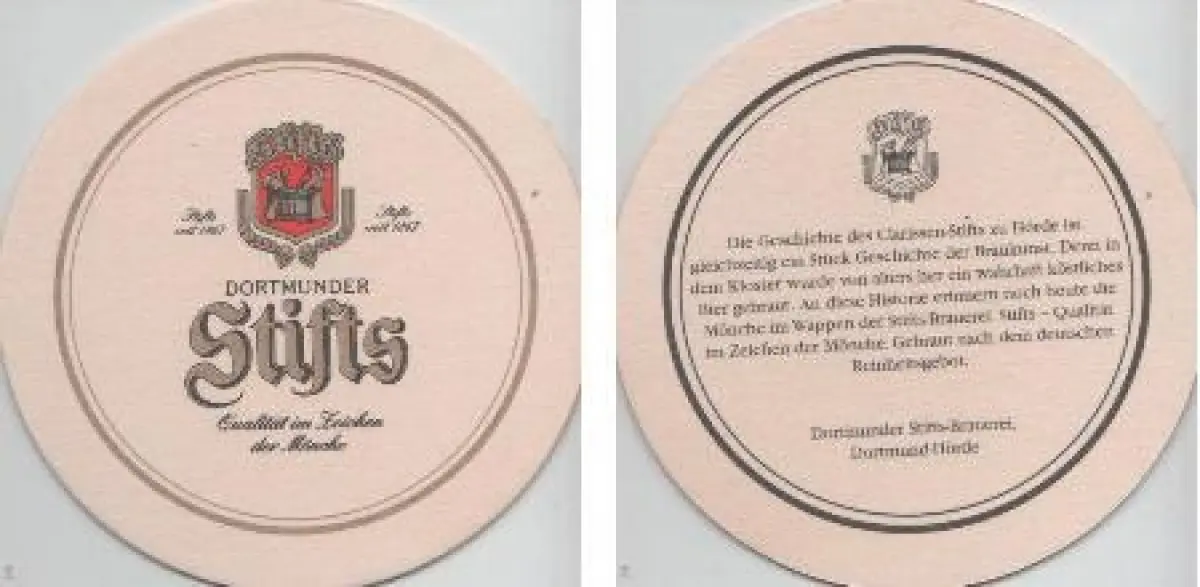 Stifts
Stifts
seit 1867
Stifts
seit 1867
DORTMUNDER
Stifts
Qualität im Zeichen
der Mönche
Stifts
Die Geschichte des Clarissen-Stifts zu Hörde ist
gleichzeitig ein Stück Geschichte der Braukunst. Denn in
dem Kloster wurde von alters her ein wahrhaft köstliches
Bier gebraut. An diese Historie erinnern noch heute die
Mönche im Wappen der Stifts-Brauerei. Stifts – Qualität
im Zeichen der Mönche. Gebraut nach dem deutschen
Reinheitsgebot.
Dortmunder Stifts-Brauerei,
Dortmund-Hörde